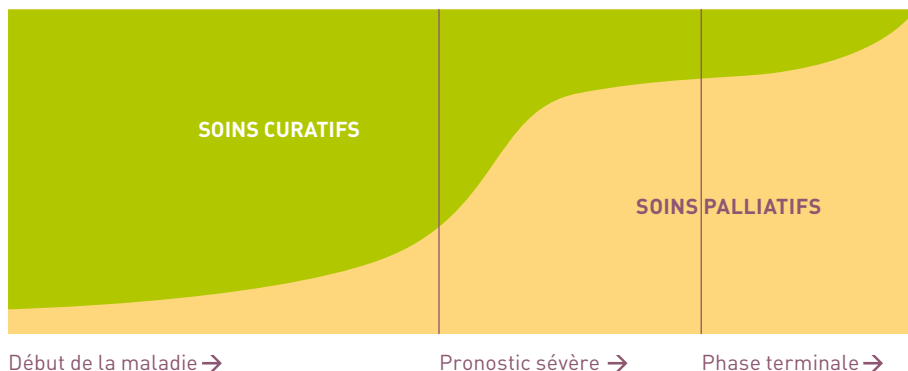 SOINS CURATIFS
SOINS PALLIATIFS
Début de la maladie →
Pronostic sévère →
Phase terminale →